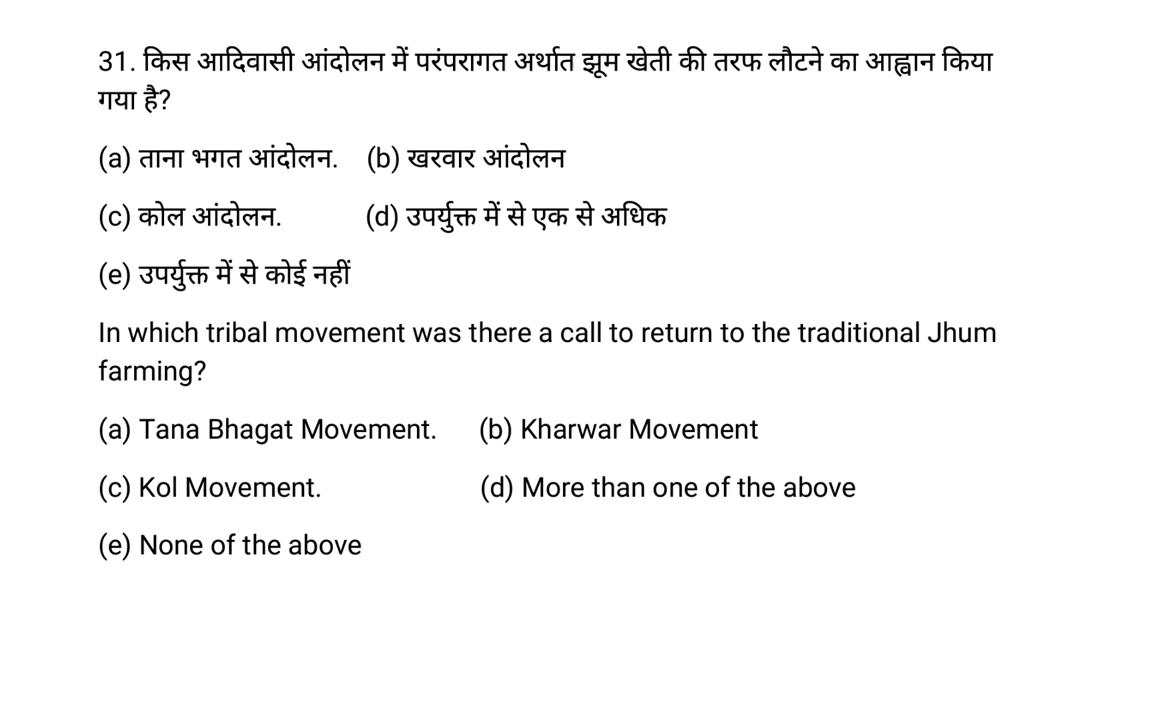 31. किस आदिवासी आंदोलन में परंपरागत अर्थात झूम खेती की तरफ लौटने का आह्वान किया
गया है?
(a) ताना भगत आंदोलन. (b) खरवार आंदोलन
(c) कोल आंदोलन. (d) उपर्युक्त में से एक से अधिक
(e) उपर्युक्त में से कोई नहीं
In which tribal movement was there a call to return to the traditional Jhum
farming?
(a) Tana Bhagat Movement. (b) Kharwar Movement
(c) Kol Movement. (d) More than one of the above
(e) None of the above